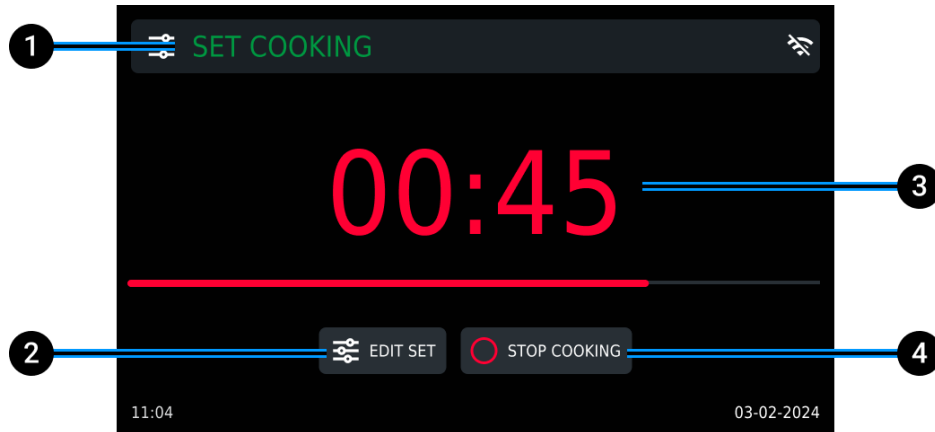 1
SET COOKING
00:45
3
2
EDIT SET
STOP COOKING
4
11:04
03-02-2024